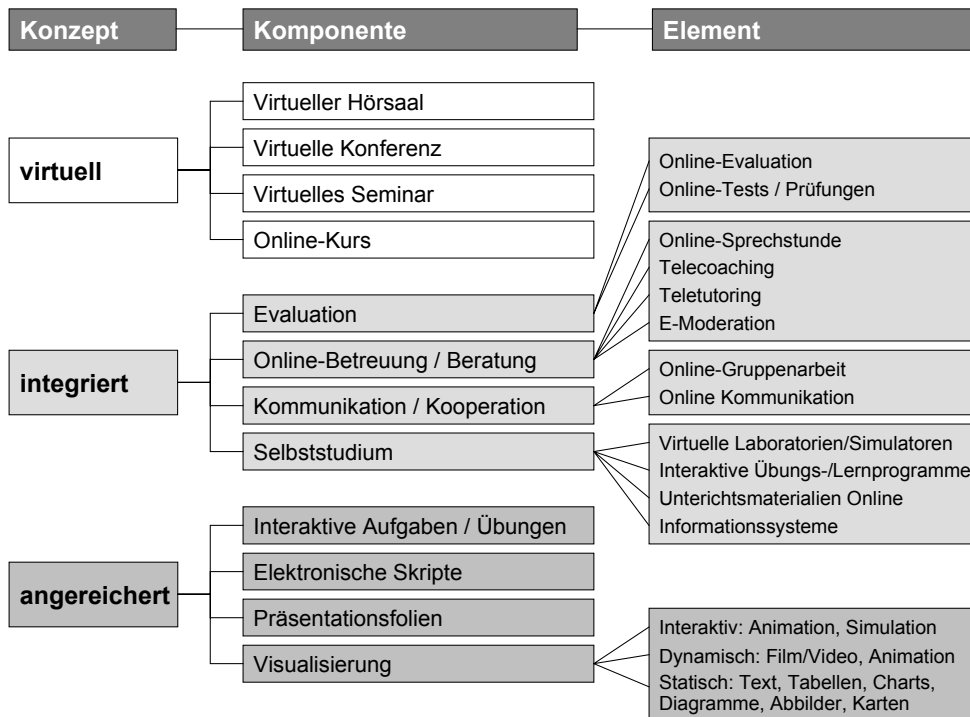 Konzept
Komponente
Element
virtuell
Virtueller Hörsaal
Virtuelle Konferenz
Virtuelles Seminar
Online-Kurs
Online-Evaluation
Online-Tests / Prüfungen
Online-Sprechstunde
Telecoaching
Teletutoring
E-Moderation
integriert
Evaluation
Online-Betreuung / Beratung
Kommunikation / Kooperation
Selbststudium
Online-Gruppenarbeit
Online Kommunikation
Virtuelle Laboratorien/Simulatoren
Interaktive Übungs-/Lernprogramme
Unterichtsmaterialien Online
Informationssysteme
angereichert
Interaktive Aufgaben / Übungen
Elektronische Skripte
Präsentationsfolien
Visualisierung
Interaktiv: Animation, Simulation
Dynamisch: Film/Video, Animation
Statisch: Text, Tabellen, Charts,
Diagramme, Abbilder, Karten